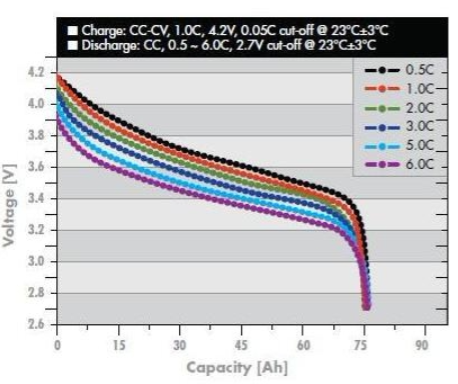 ■ Charge: CC-CV, 1.0C, 4.2V, 0.05C cut-off @ 23°C±3°C
■ Discharge: CC, 0.5 ~ 6.0C, 2.7V cut-off @ 23°C±3°C
0.5C
1.0C
2.0C
3.0C
5.0C
6.0C
Voltage [V]
4.2
4.0
3.8
3.6
3.4
3.2
3.0
2.8
2.6
0 15 30 45 60 75 90
Capacity [Ah]